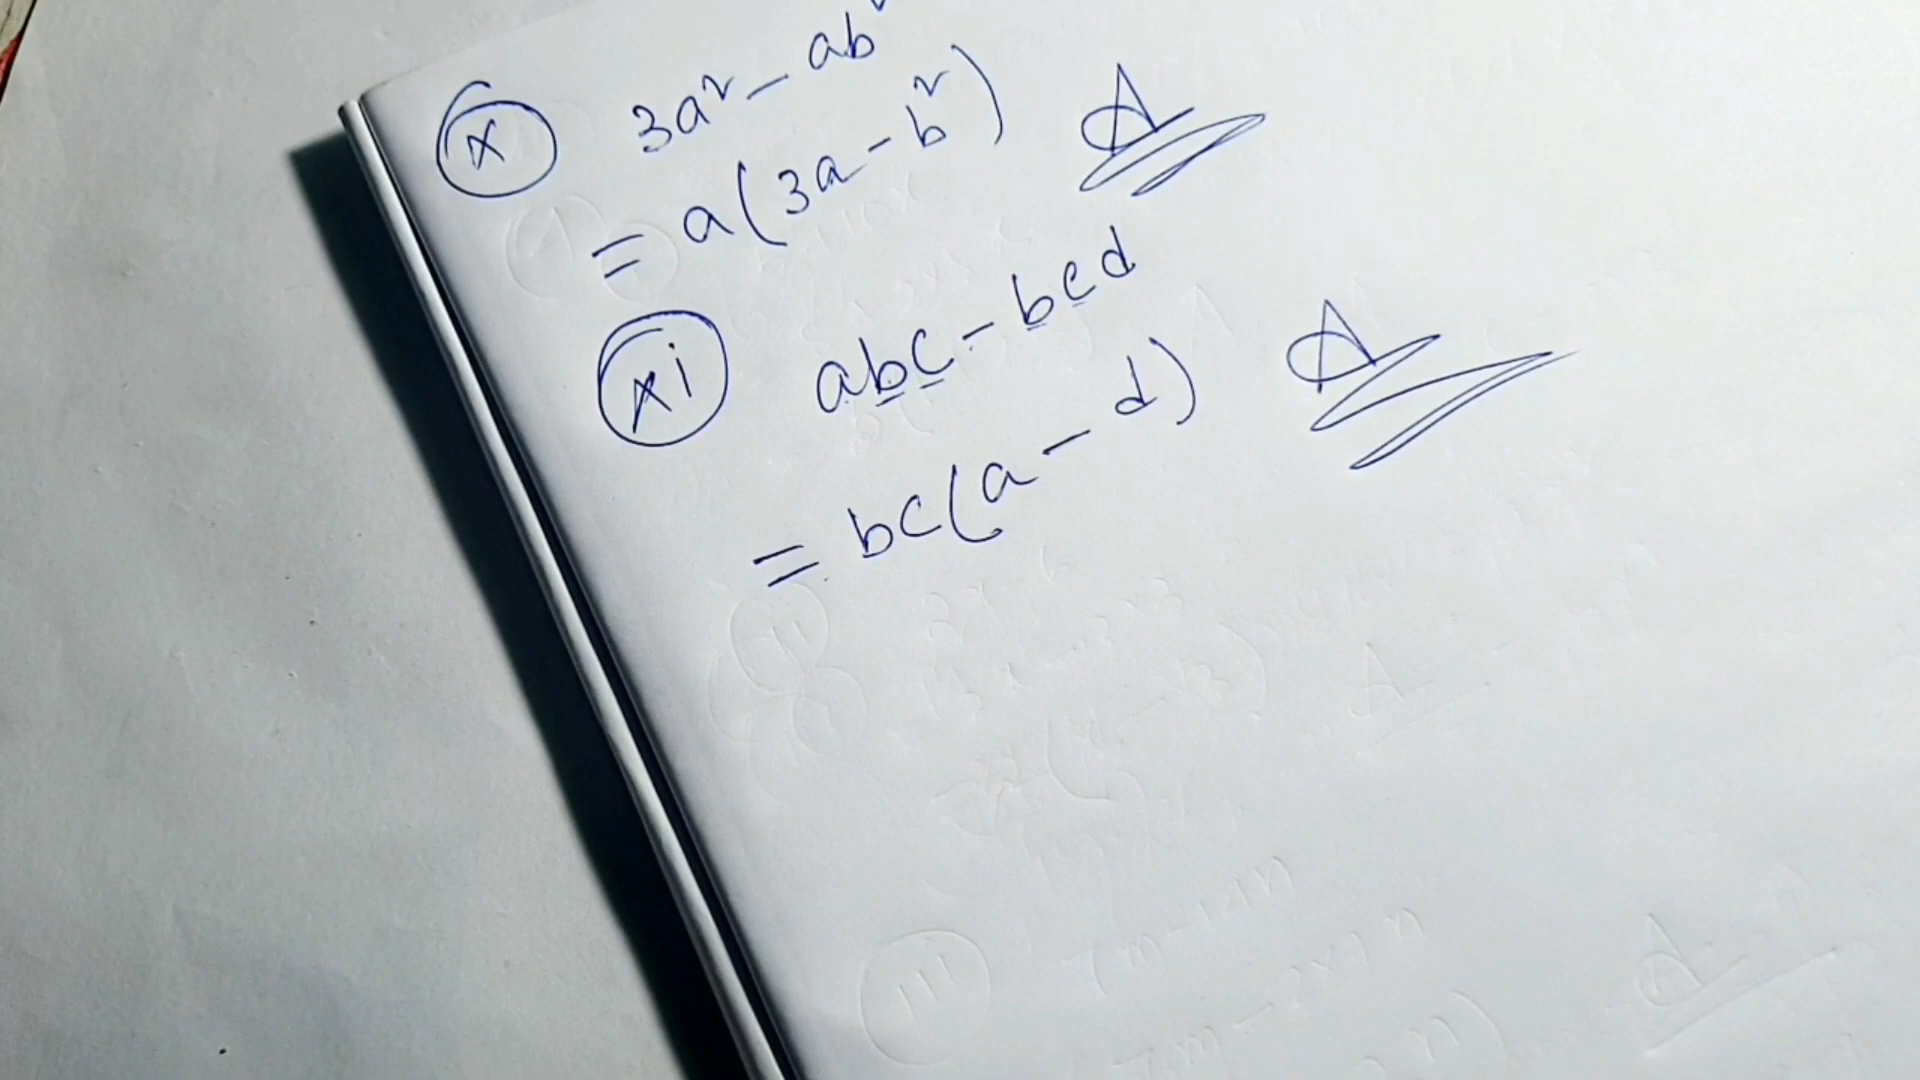 (x) 3a² - ab²
= a(3a - b²) A
(xi) abc - bcd
= bc(a - d) A